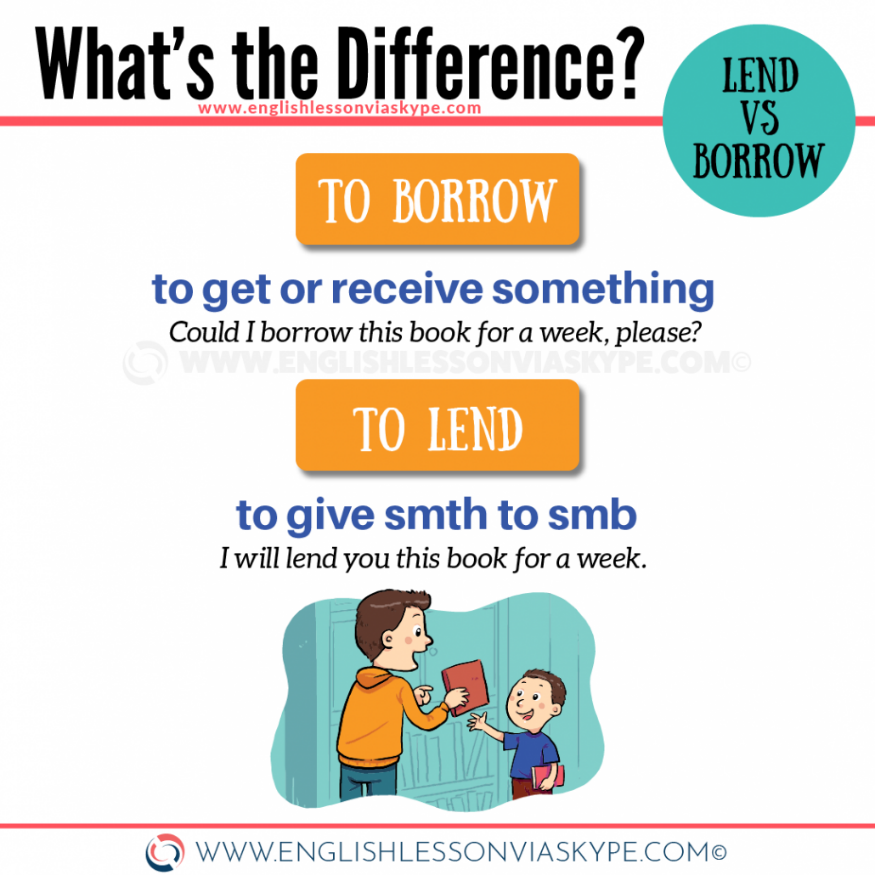 What's the Difference?
www.englishlessonviaskype.com
LEND
VS
BORROW
TO BORROW
to get or receive something
Could I borrow this book for a week, please?
WWW.ENGLISHLESSONVIASKYPE.COM©
TO LEND
to give smth to smb
I will lend you this book for a week.
WWW.ENGLISHLESSONVIASKYPE.COM©